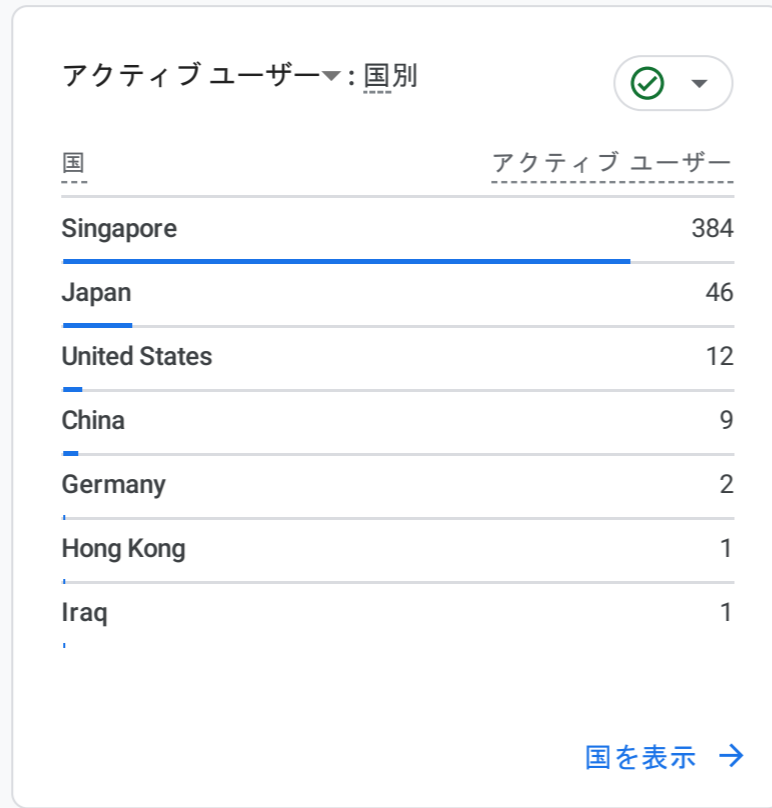 アクティブ ユーザー▼ : 国別
国 アクティブ ユーザー
Singapore 384
Japan 46
United States 12
China 9
Germany 2
Hong Kong 1
Iraq 1
国を表示 →